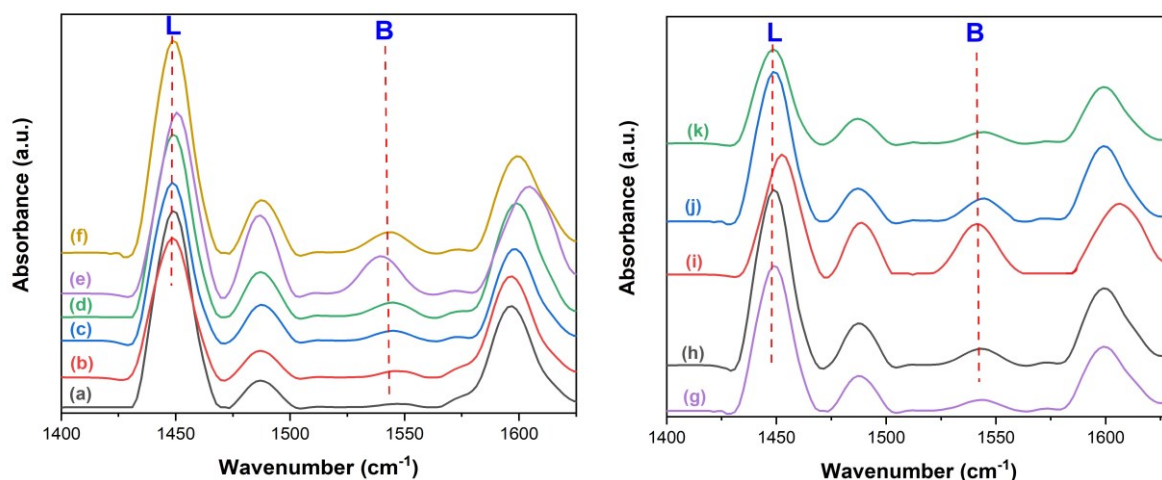 L
B
(f)
(e)
(d)
(c)
(b)
(a)
Absorbance (a.u.)
1400 1450 1500 1550 1600
Wavenumber (cm⁻¹)
L
B
(k)
(j)
(i)
(h)
(g)
Absorbance (a.u.)
1400 1450 1500 1550 1600
Wavenumber (cm⁻¹)